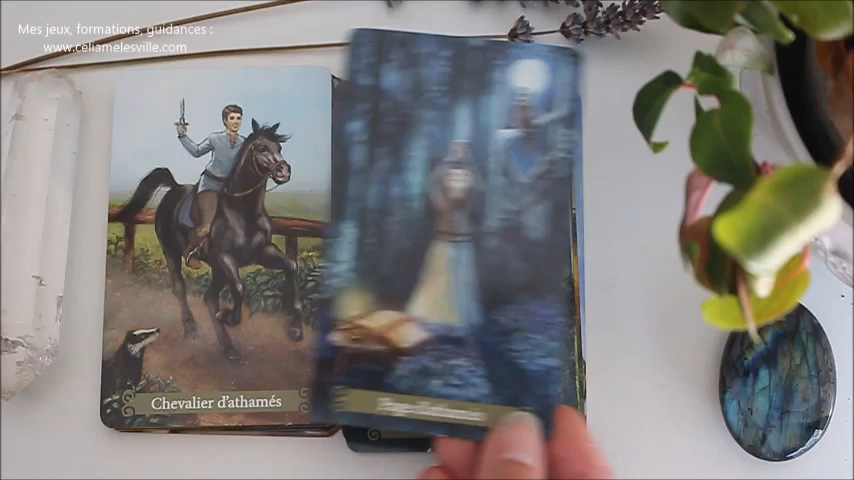 Mes jeux, formations, guidances :
www.celiamelesville.com
Chevalier d'athamés